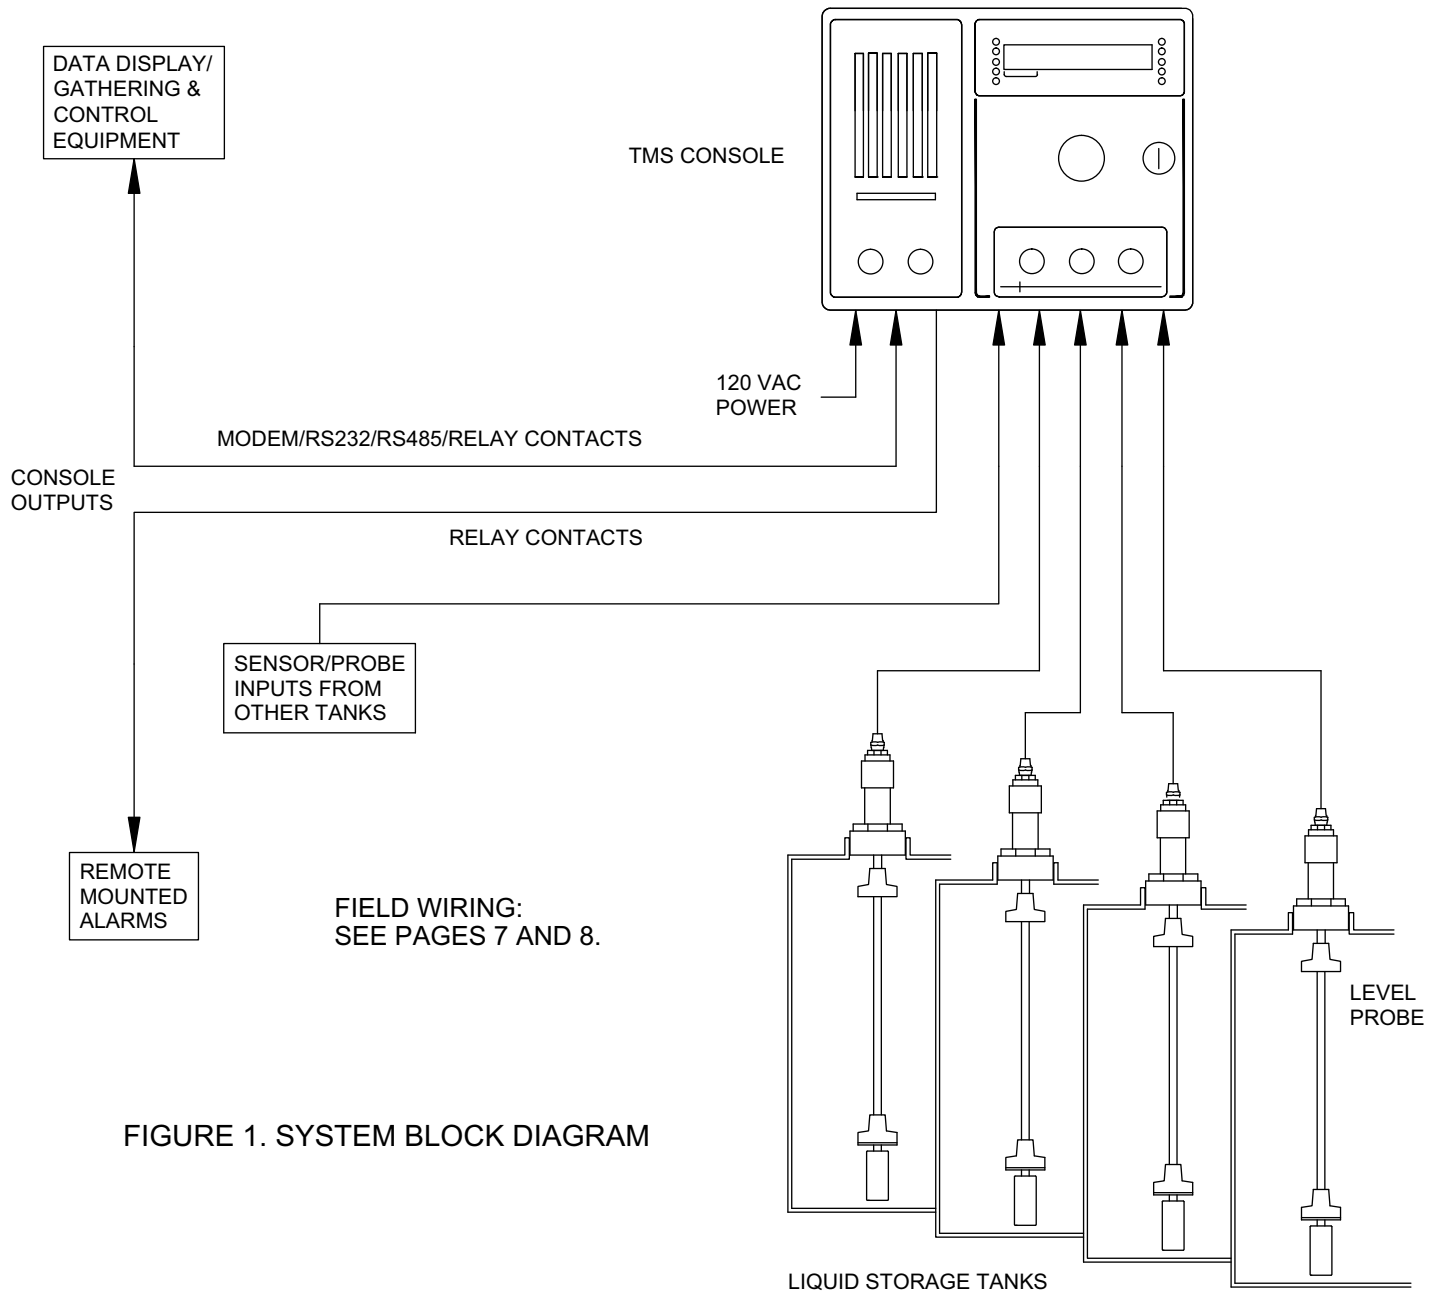 DATA DISPLAY/
GATHERING &
CONTROL
EQUIPMENT
TMS CONSOLE
120 VAC
POWER
MODEM/RS232/RS485/RELAY CONTACTS
CONSOLE
OUTPUTS
RELAY CONTACTS
SENSOR/PROBE
INPUTS FROM
OTHER TANKS
REMOTE
MOUNTED
ALARMS
FIELD WIRING:
SEE PAGES 7 AND 8.
LEVEL
PROBE
FIGURE 1. SYSTEM BLOCK DIAGRAM
LIQUID STORAGE TANKS